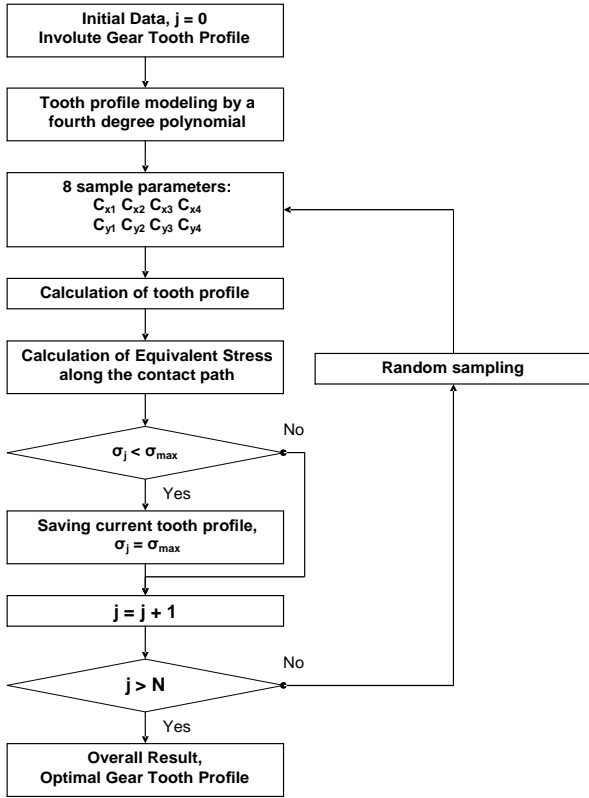 Initial Data, j = 0
Involute Gear Tooth Profile
Tooth profile modeling by a
fourth degree polynomial
8 sample parameters:
Cx1 Cx2 Cx3 Cx4
Cy1 Cy2 Cy3 Cy4
Calculation of tooth profile
Calculation of Equivalent Stress
along the contact path
Random sampling
No
σj < σmax
Yes
Saving current tooth profile,
σj = σmax
j = j + 1
No
j > N
Yes
Overall Result,
Optimal Gear Tooth Profile